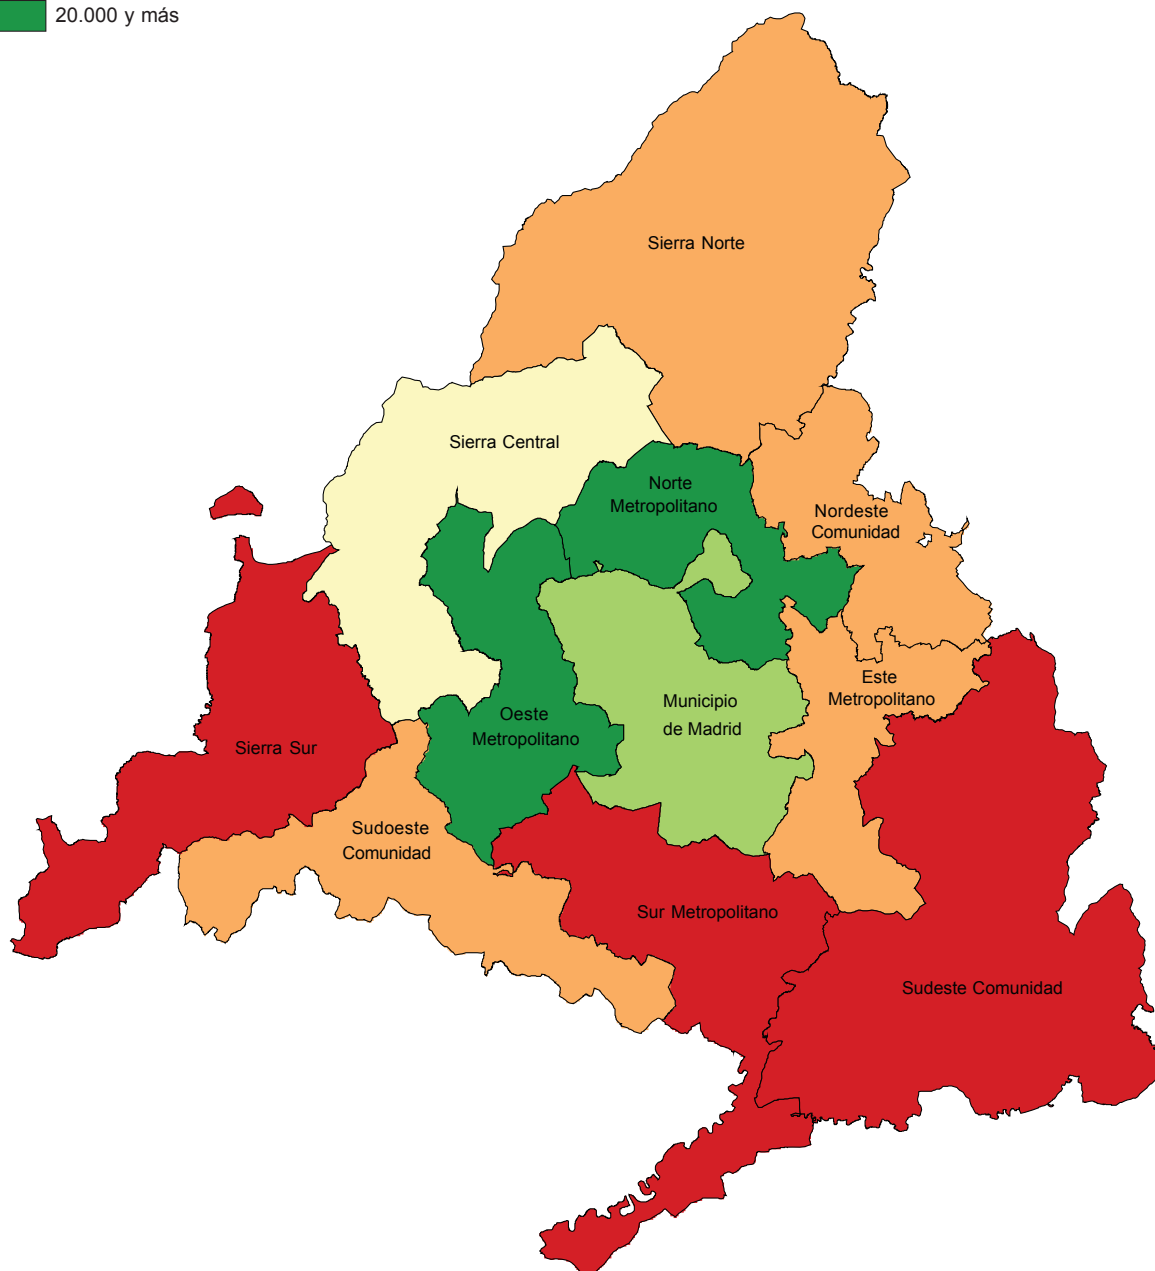 20.000 y más
Sierra Norte
Sierra Central
Norte
Metropolitano
Nordeste
Comunidad
Este
Metropolitano
Municipio
de Madrid
Oeste
Metropolitano
Sierra Sur
Sudoeste
Comunidad
Sur Metropolitano
Sudeste Comunidad